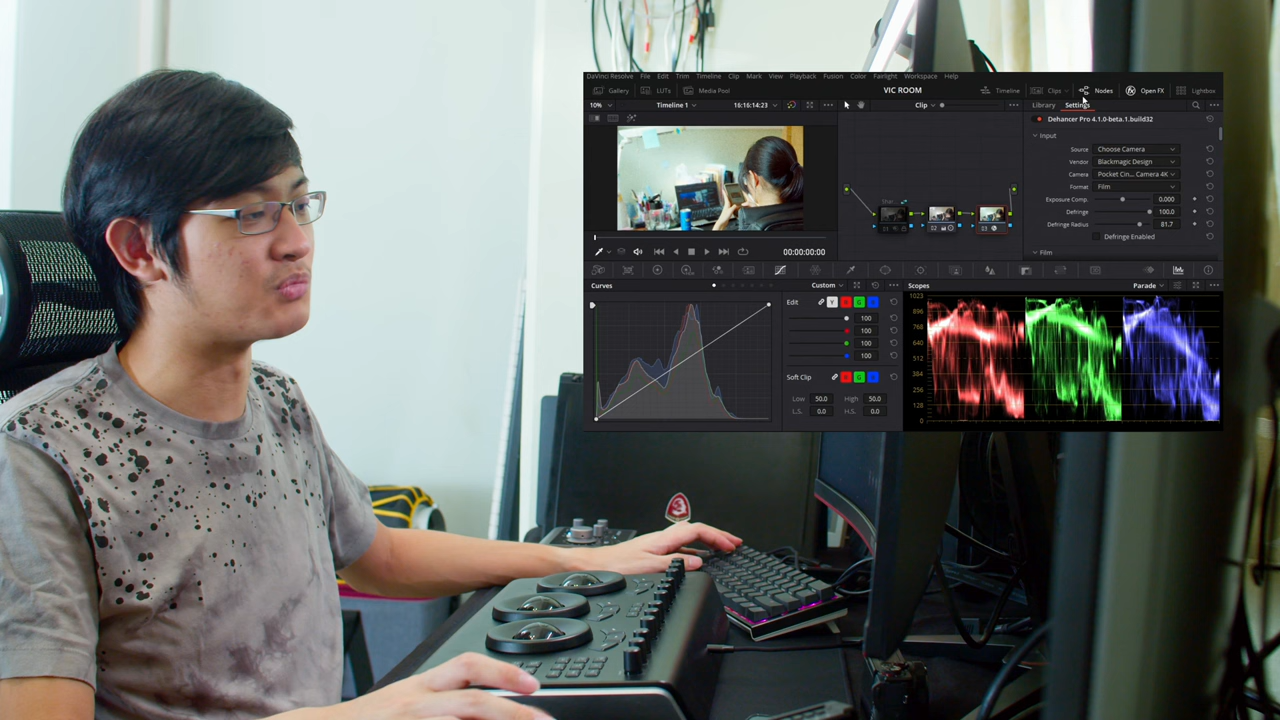 DaVinci Resolve File Edit Trim Timeline Clip Mark View Playback Fusion Color Fairlight Workspace Help
Gallery LUTs Media Pool VIC ROOM Timeline Clips Nodes Open FX Lightbox
10% Timeline 1 16:16:14:23 Clip Library Settings
Dehancer Pro 4.1.0-beta.1.build32
Input
Source Choose Camera
Vendor Blackmagic Design
Camera Pocket Cin... Camera 4K
Format Film
Exposure Comp. 0.000
Defringe 100.0
Defringe Radius 81.7
Defringe Enabled
Film
00:00:00:00
Curves Custom
Edit Y R G B
100
100
100
100
Soft Clip R G B
Low 50.0 High 50.0
L.S. 0.0 H.S. 0.0
Scopes Parade
1023
896
768
640
512
384
256
128
0